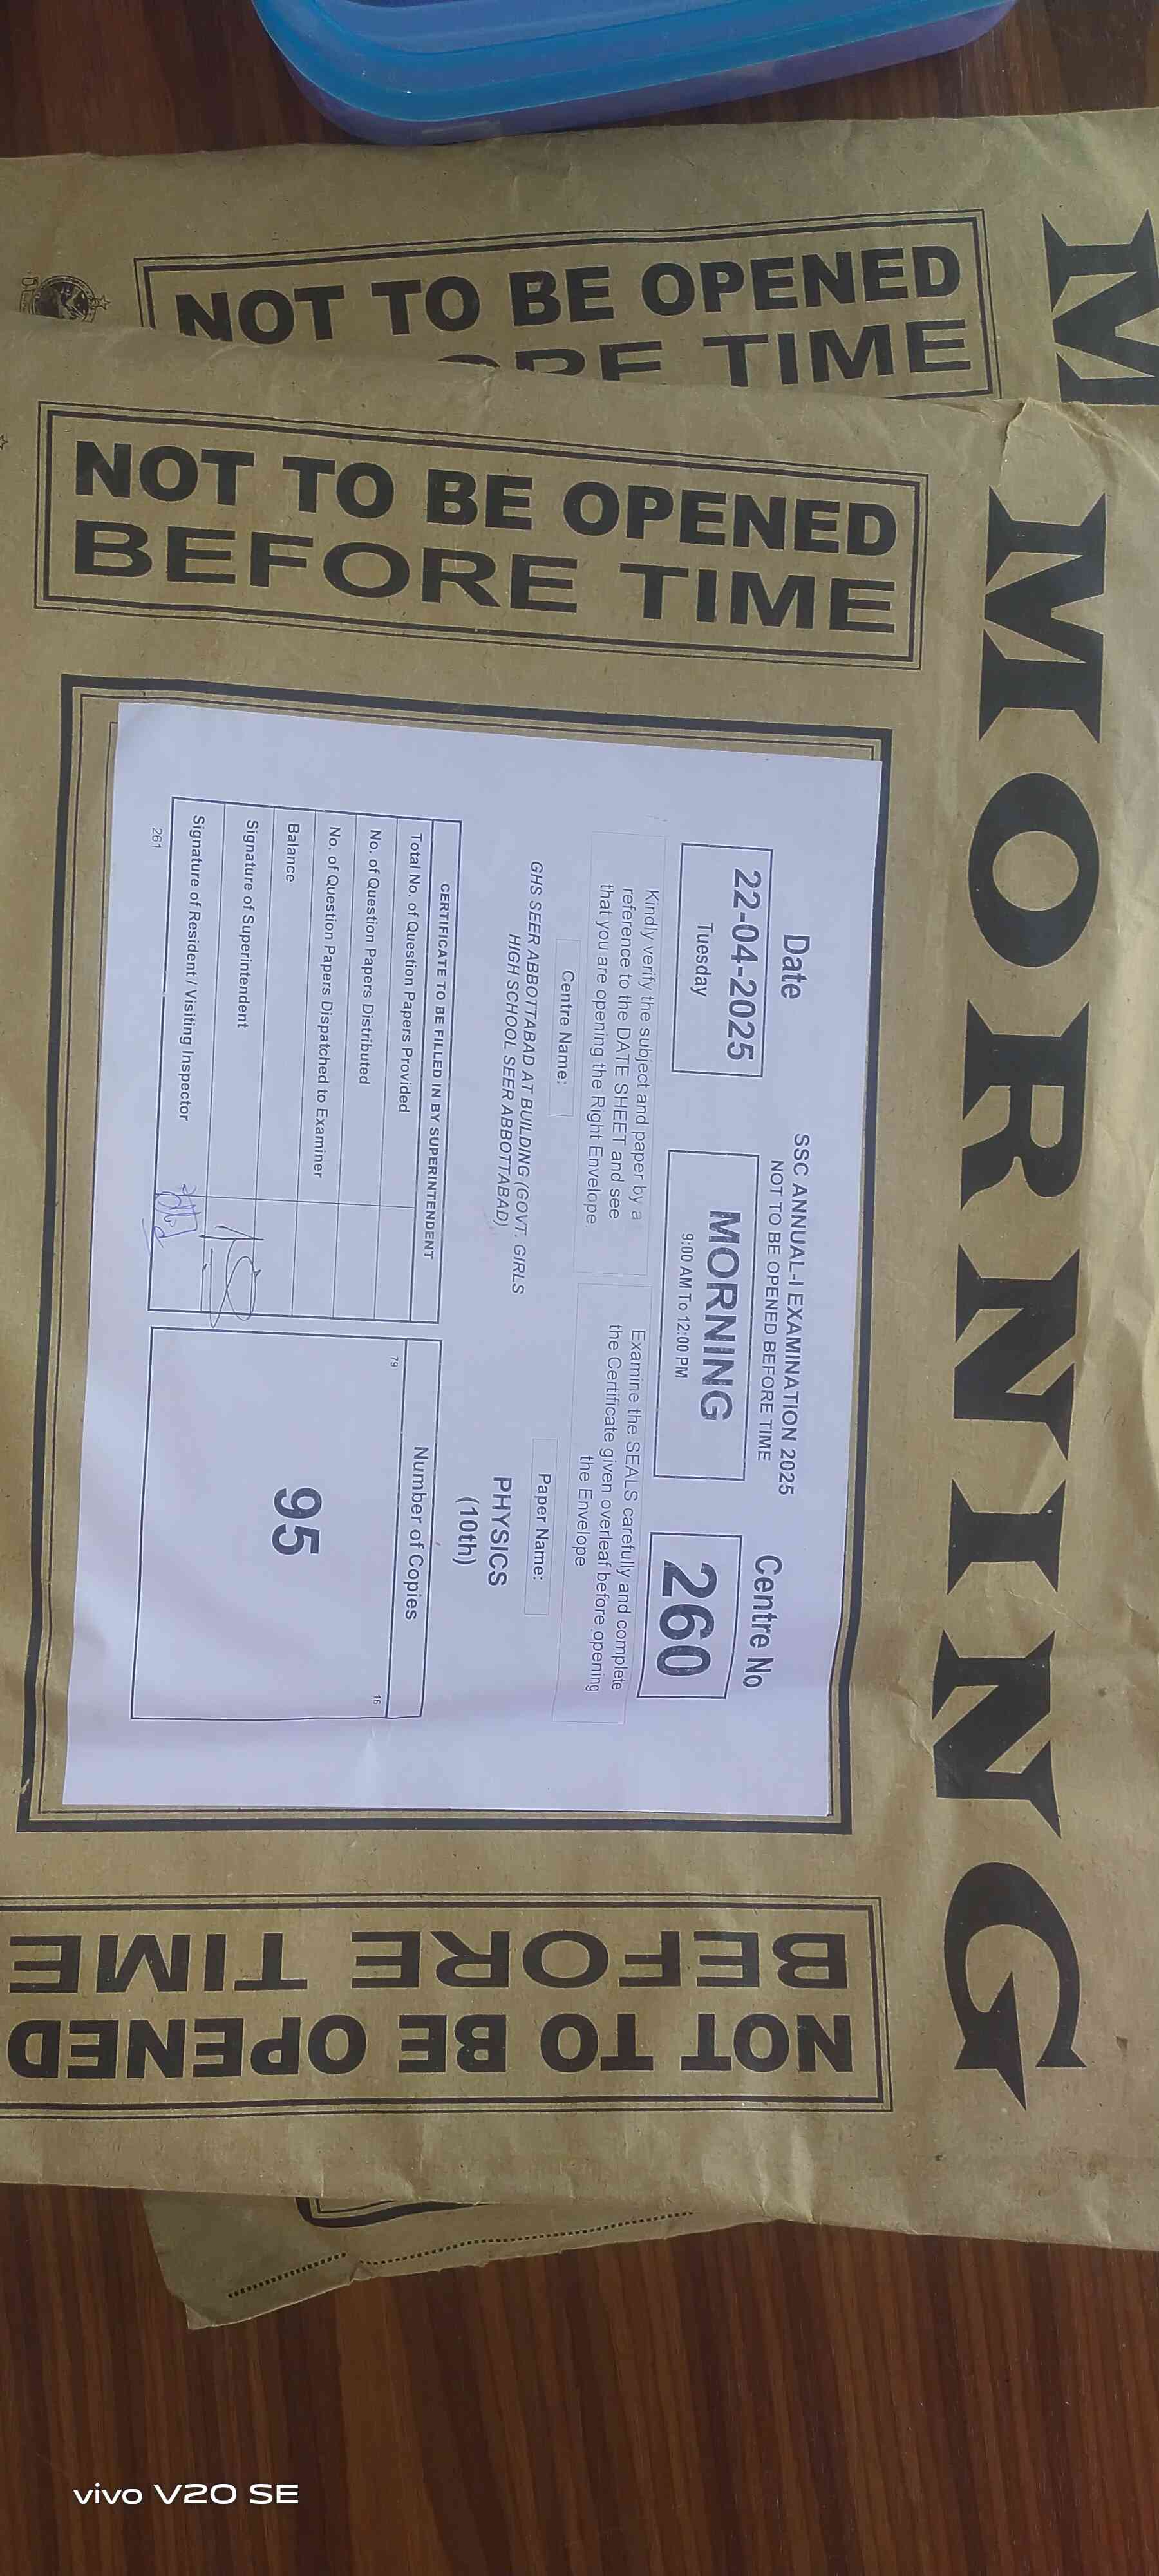 NOT TO BE OPENED
TIME
M
NOT TO BE OPENED
BEFORE TIME
MORNING
SSC ANNUAL-I EXAMINATION 2025
NOT TO BE OPENED BEFORE TIME
Date
22-04-2025
Tuesday
MORNING
9:00 AM To 12:00 PM
Centre No
260
Kindly verify the subject and paper by a
reference to the DATE SHEET and see
that you are opening the Right Envelope
Examine the SEALS carefully and complete
the Certificate given overleaf before opening
the Envelope
Centre Name:
GHS SEER ABBOTTABAD AT BUILDING (GOVT. GIRLS
HIGH SCHOOL SEER ABBOTTABAD)
Paper Name:
PHYSICS
(10th)
CERTIFICATE TO BE FILLED IN BY SUPERINTENDENT
Total No. of Question Papers Provided
No. of Question Papers Distributed
No. of Question Papers Dispatched to Examiner
Balance
Signature of Superintendent
Signature of Resident / Visiting Inspector
261
Number of Copies
79
16
95
NOT TO BE OPENED
BEFORE TIME
vivo V20 SE